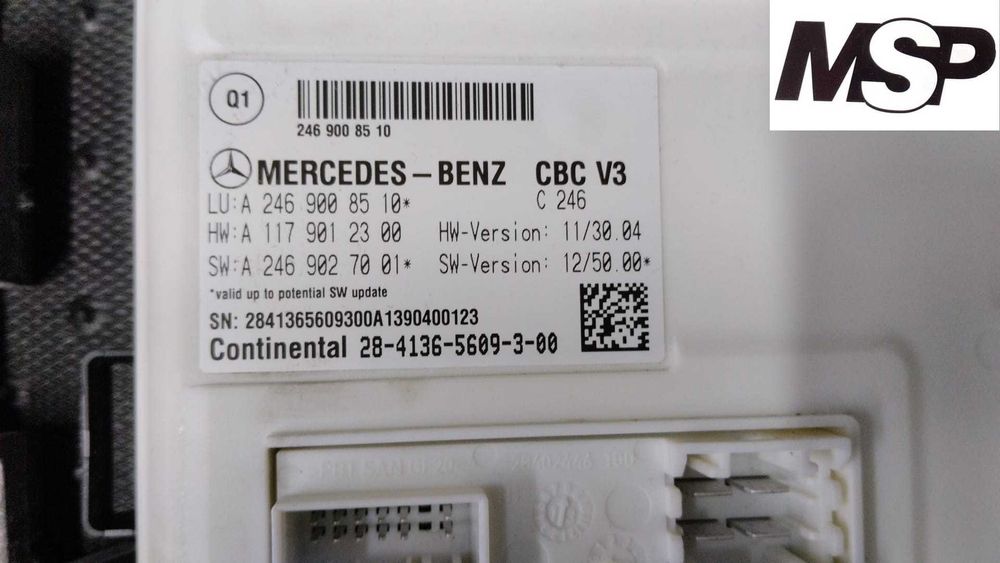 MSP
Q1
246 900 85 10
MERCEDES-BENZ CBC V3
LU:A 246 900 85 10* C 246
HW:A 117 901 23 00 HW-Version: 11/30.04
SW:A 246 902 70 01* SW-Version: 12/50.00*
*valid up to potential SW update
SN: 2841365609300A1390400123
Continental 28-4136-5609-3-00